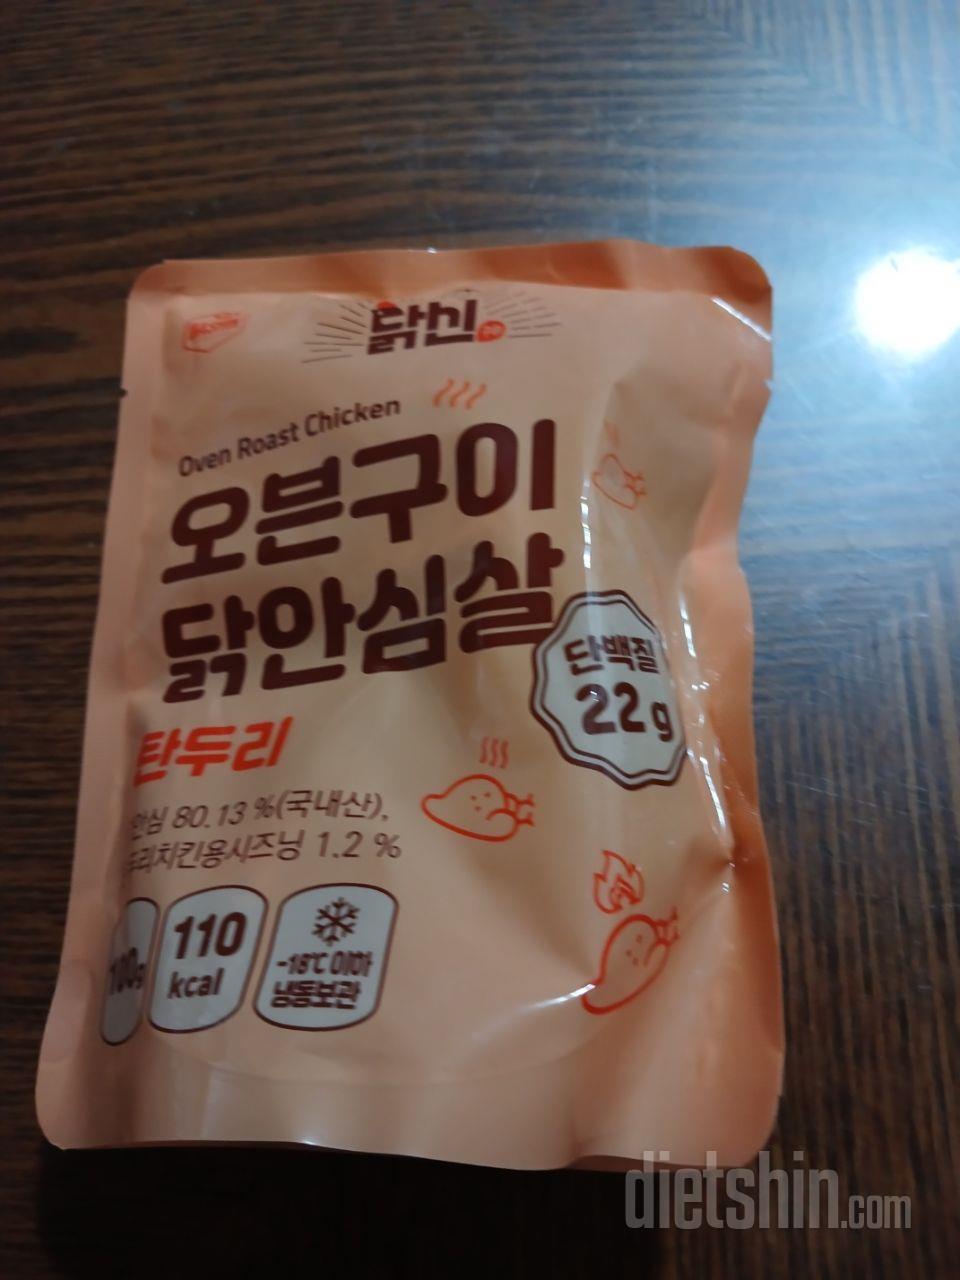 닭신
Oven Roast Chicken
오븐구이
닭안심살
단백질
22g
탄두리
안심 80.13 %(국내산),
두리치킨용시즈닝 1.2 %
100g
110
kcal
-18℃ 이하
냉동보관
dietshin.com